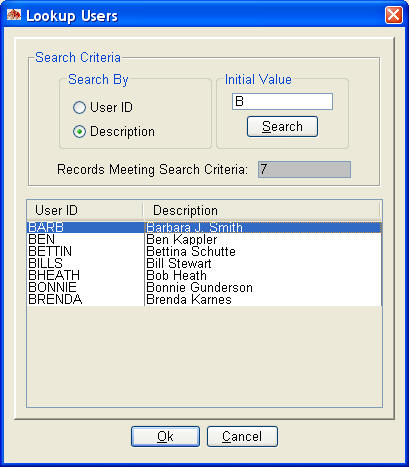 Lookup Users
Search Criteria
Search By
Initial Value
User ID
B
Description
Search
Records Meeting Search Criteria: 7
User ID Description
BARB Barbara J. Smith
BEN Ben Kappler
BETTIN Bettina Schutte
BILLS Bill Stewart
BHEATH Bob Heath
BONNIE Bonnie Gunderson
BRENDA Brenda Karnes
Ok Cancel